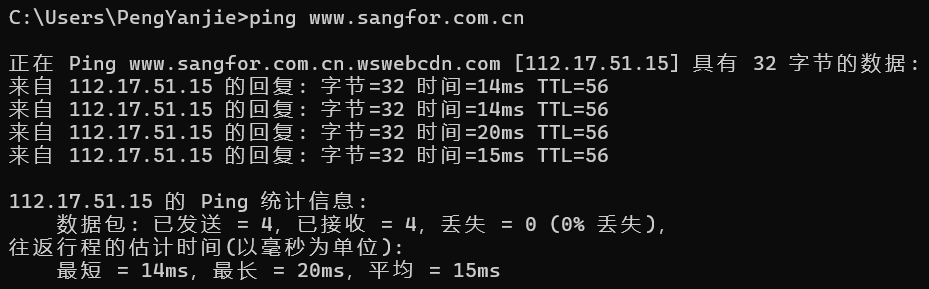 C:\Users\PengYanjie>ping www.sangfor.com.cn
正在 Ping www.sangfor.com.cn.wswebcdn.com [112.17.51.15] 具有 32 字节的数据:
来自 112.17.51.15 的回复: 字节=32 时间=14ms TTL=56
来自 112.17.51.15 的回复: 字节=32 时间=14ms TTL=56
来自 112.17.51.15 的回复: 字节=32 时间=20ms TTL=56
来自 112.17.51.15 的回复: 字节=32 时间=15ms TTL=56
112.17.51.15 的 Ping 统计信息:
数据包: 已发送 = 4, 已接收 = 4, 丢失 = 0 (0% 丢失),
往返行程的估计时间(以毫秒为单位):
最短 = 14ms, 最长 = 20ms, 平均 = 15ms